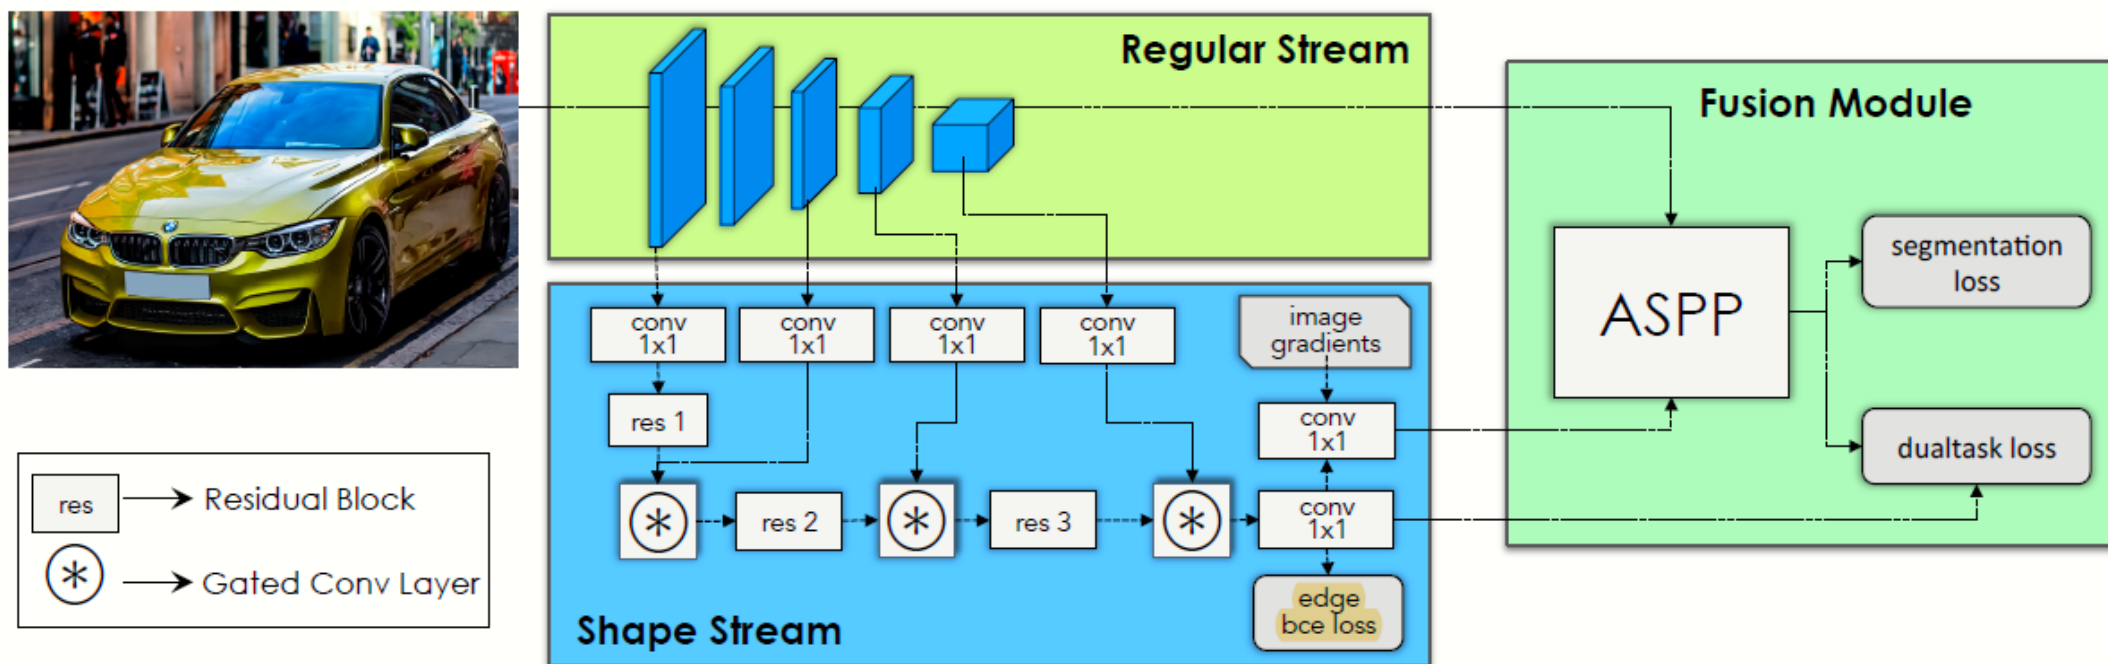 Regular Stream
Fusion Module
segmentation
loss
ASPP
dualtask loss
conv
1x1
conv
1x1
conv
1x1
conv
1x1
image
gradients
res 1
conv
1x1
res 2
res 3
conv
1x1
edge
bce loss
Shape Stream
res
Residual Block
Gated Conv Layer